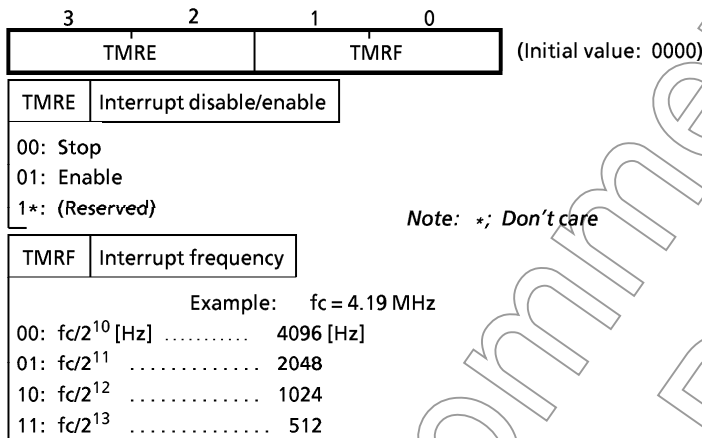 3 2 1 0
TMRE TMRF (Initial value: 0000)
TMRE Interrupt disable/enable
00: Stop
01: Enable
1*: (Reserved)
Note: *; Don't care
TMRF Interrupt frequency
Example: fc = 4.19 MHz
00: fc/2^10 [Hz] ........... 4096 [Hz]
01: fc/2^11 ............. 2048
10: fc/2^12 ............. 1024
11: fc/2^13 .............. 512